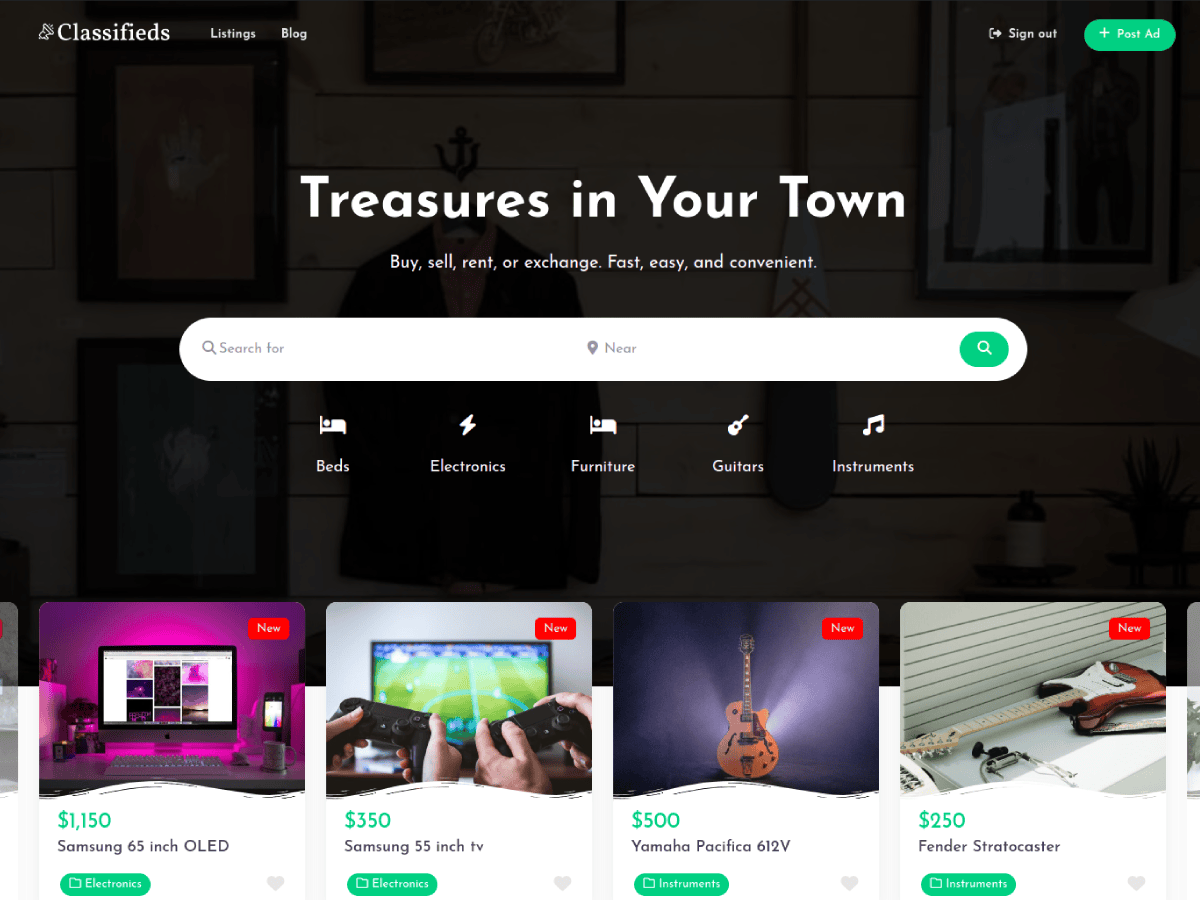 Classifieds Listings Blog Sign out Post Ad
Treasures in Your Town
Buy, sell, rent, or exchange. Fast, easy, and convenient.
Search for Near
Beds Electronics Furniture Guitars Instruments
New New New New
$1,150 $350 $500 $250
Samsung 65 inch OLED Samsung 55 inch tv Yamaha Pacifica 612V Fender Stratocaster
Electronics Electronics Instruments Instruments